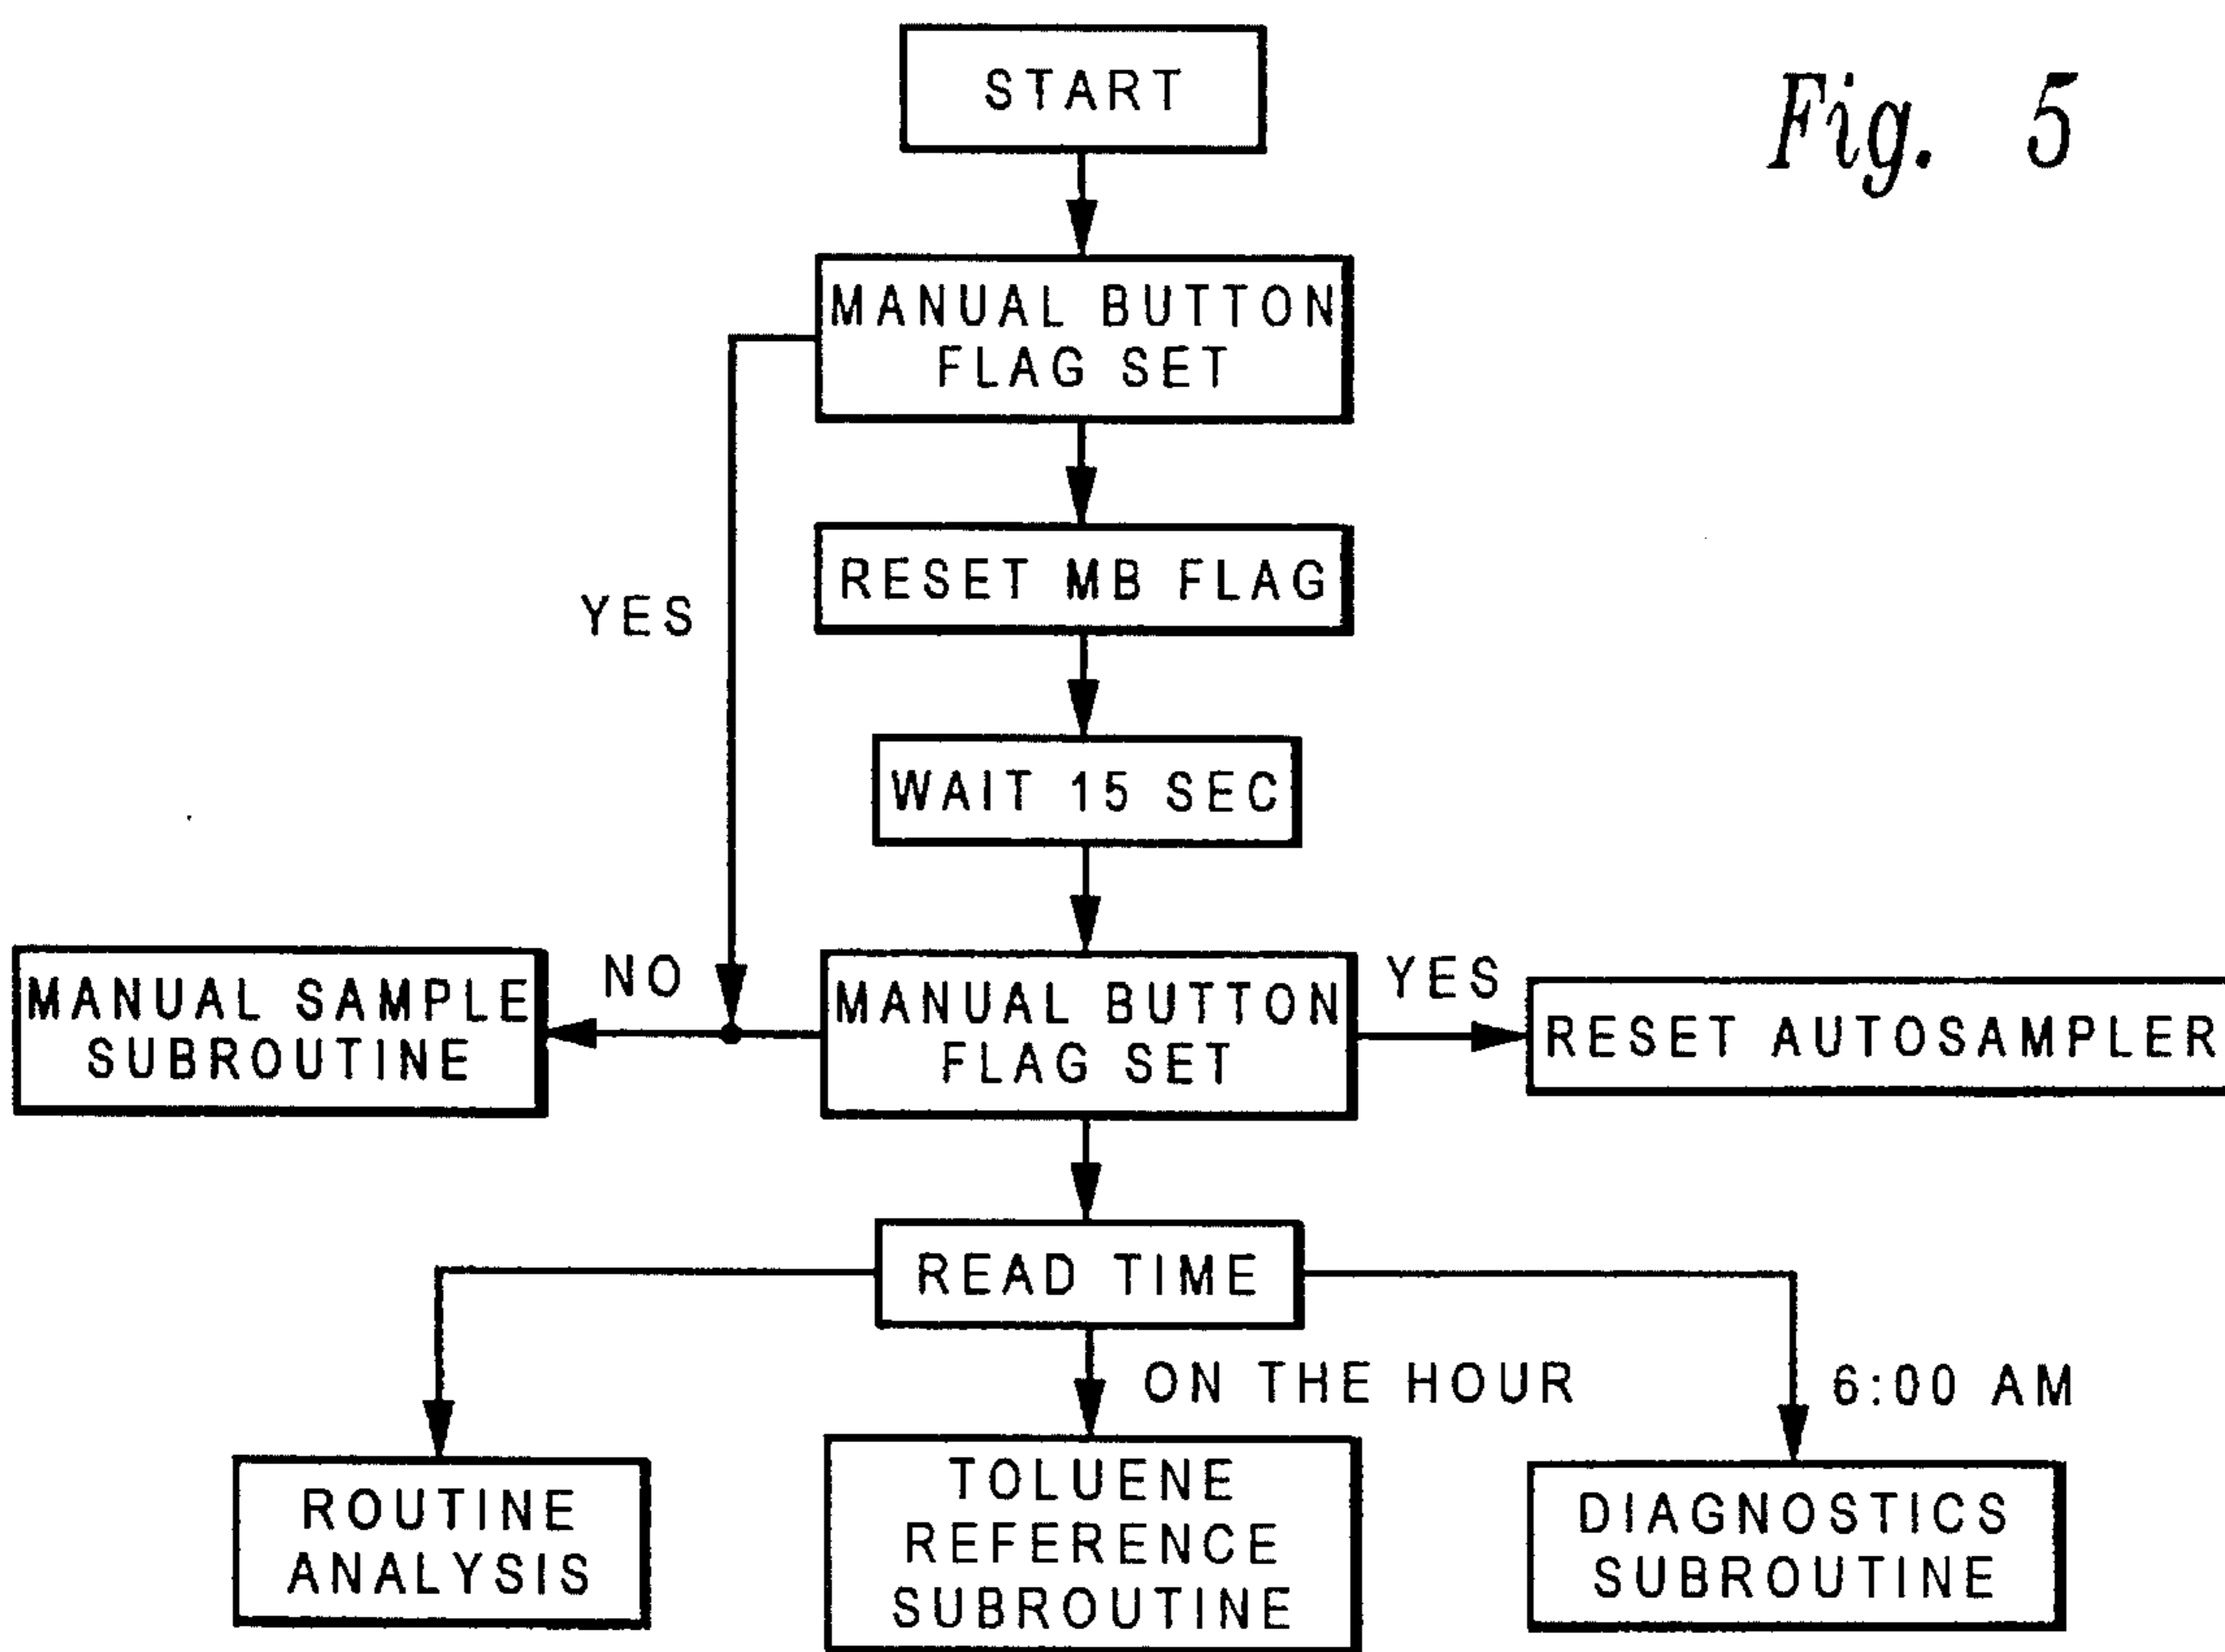 Fig. 5
START
MANUAL BUTTON
FLAG SET
RESET MB FLAG
YES
WAIT 15 SEC
MANUAL SAMPLE
SUBROUTINE
NO
MANUAL BUTTON
FLAG SET
YES
RESET AUTOSAMPLER
READ TIME
ON THE HOUR
6:00 AM
ROUTINE
ANALYSIS
TOLUENE
REFERENCE
SUBROUTINE
DIAGNOSTICS
SUBROUTINE